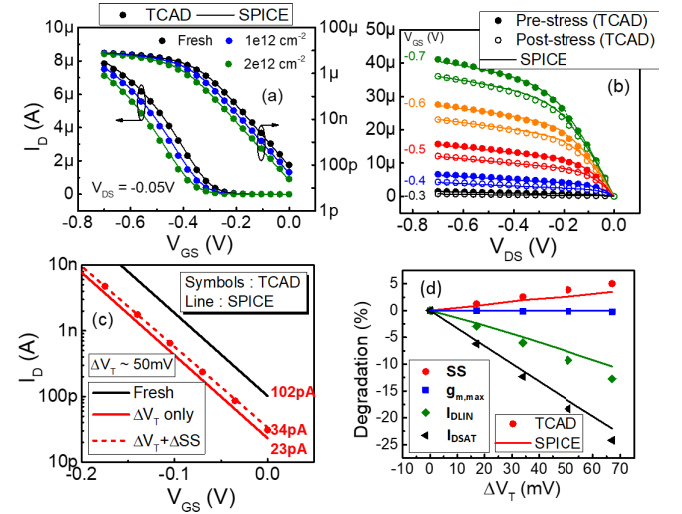 TCAD SPICE
Fresh 1e12 cm⁻²
2e12 cm⁻²
(a)
V_DS = -0.05V
I_D (A)
10µ
8µ
6µ
4µ
2µ
0
100µ
1µ
10n
100p
1p
-0.8 -0.6 -0.4 -0.2 0.0
V_GS (V)
Pre-stress (TCAD)
Post-stress (TCAD)
SPICE
V_GS (V)
(b)
-0.7
-0.6
-0.5
-0.4
-0.3
50µ
40µ
30µ
20µ
10µ
0
-0.8 -0.6 -0.4 -0.2 0.0
V_DS (V)
Symbols : TCAD
Line : SPICE
(c)
ΔV_T ~ 50mV
Fresh
ΔV_T only
ΔV_T+ΔSS
102pA
34pA
23pA
I_D (A)
10n
1n
100p
10p
-0.2 -0.1 0.0
V_GS (V)
(d)
SS
g_m,max
I_DLIN
I_DSAT
TCAD
SPICE
Degradation (%)
10
5
0
-5
-10
-15
-20
-25
-10 0 10 20 30 40 50 60 70 80
ΔV_T (mV)